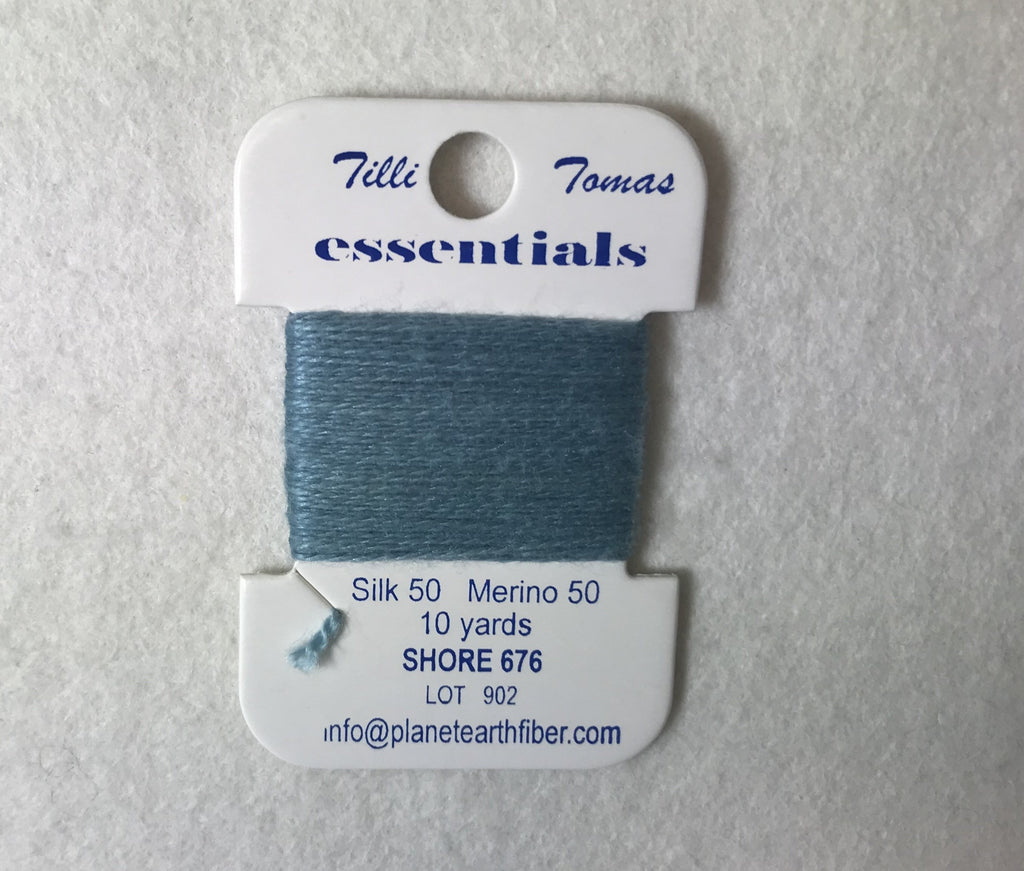 Tilli Tomas
essentials
Silk 50 Merino 50
10 yards
SHORE 676
LOT 902
info@planetearthfiber.com